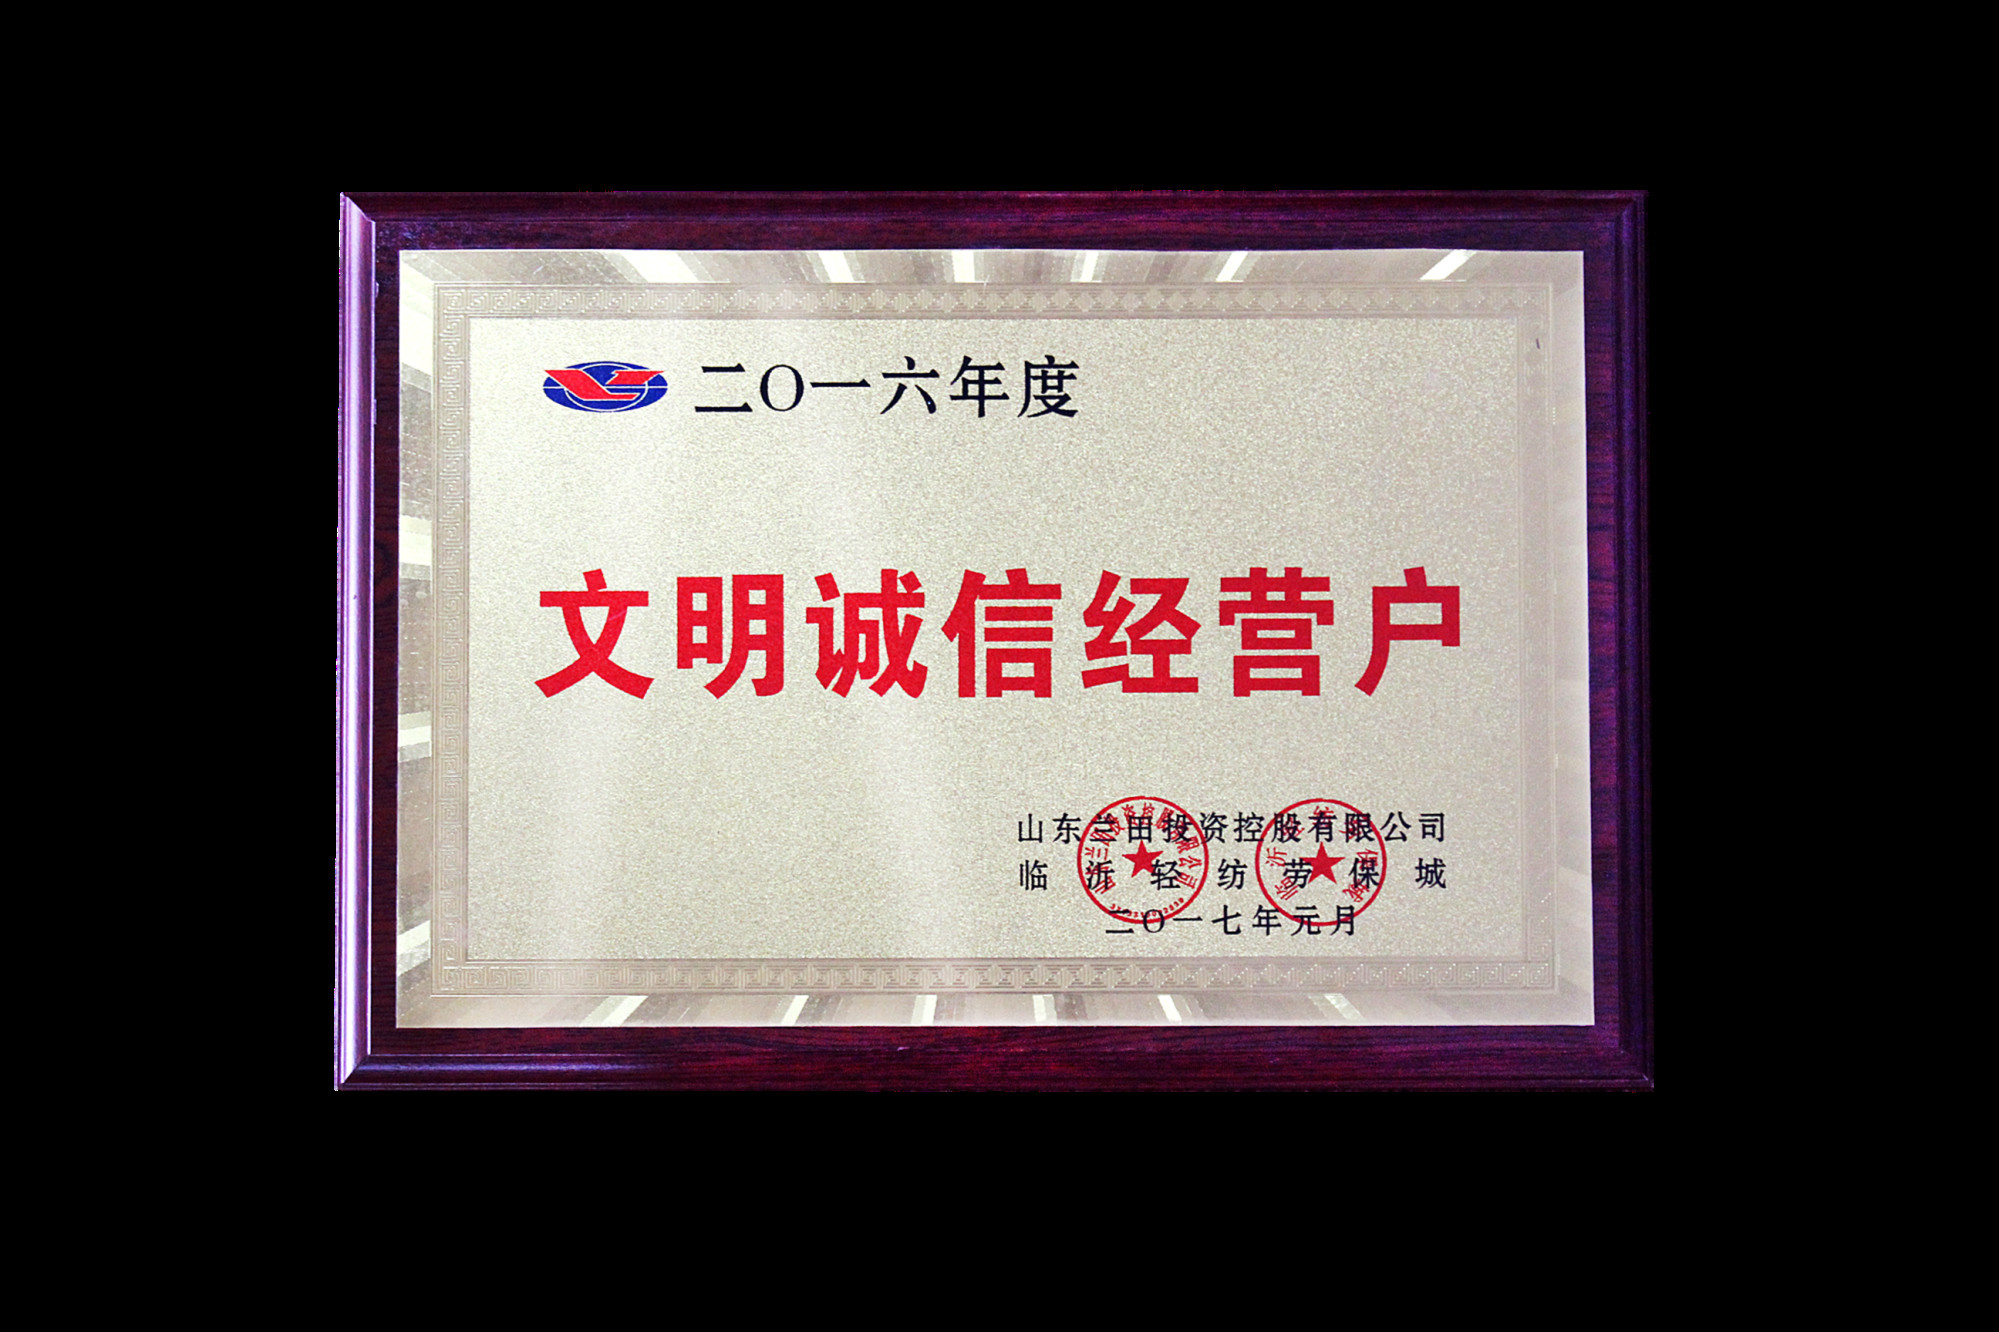 二〇一六年度
文明诚信经营户
山东兰田投资控股有限公司
临沂轻纺劳保城
二〇一七年元月